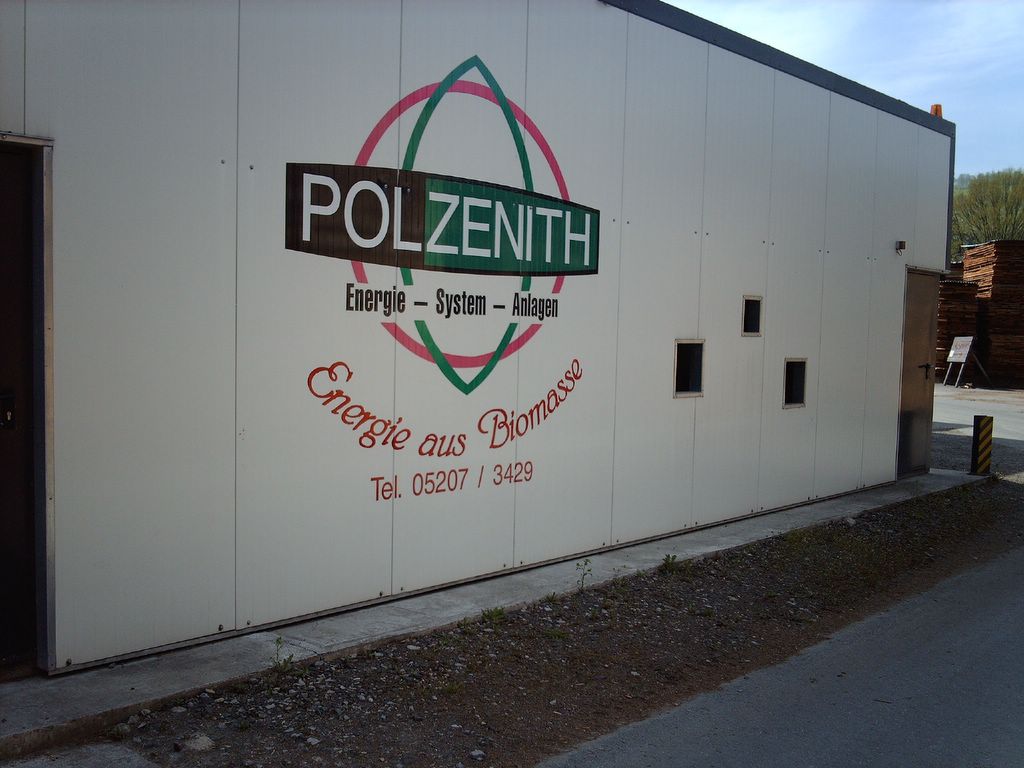 POLZENITH
Energie – System – Anlagen
Energie aus Biomasse
Tel. 05207 / 3429